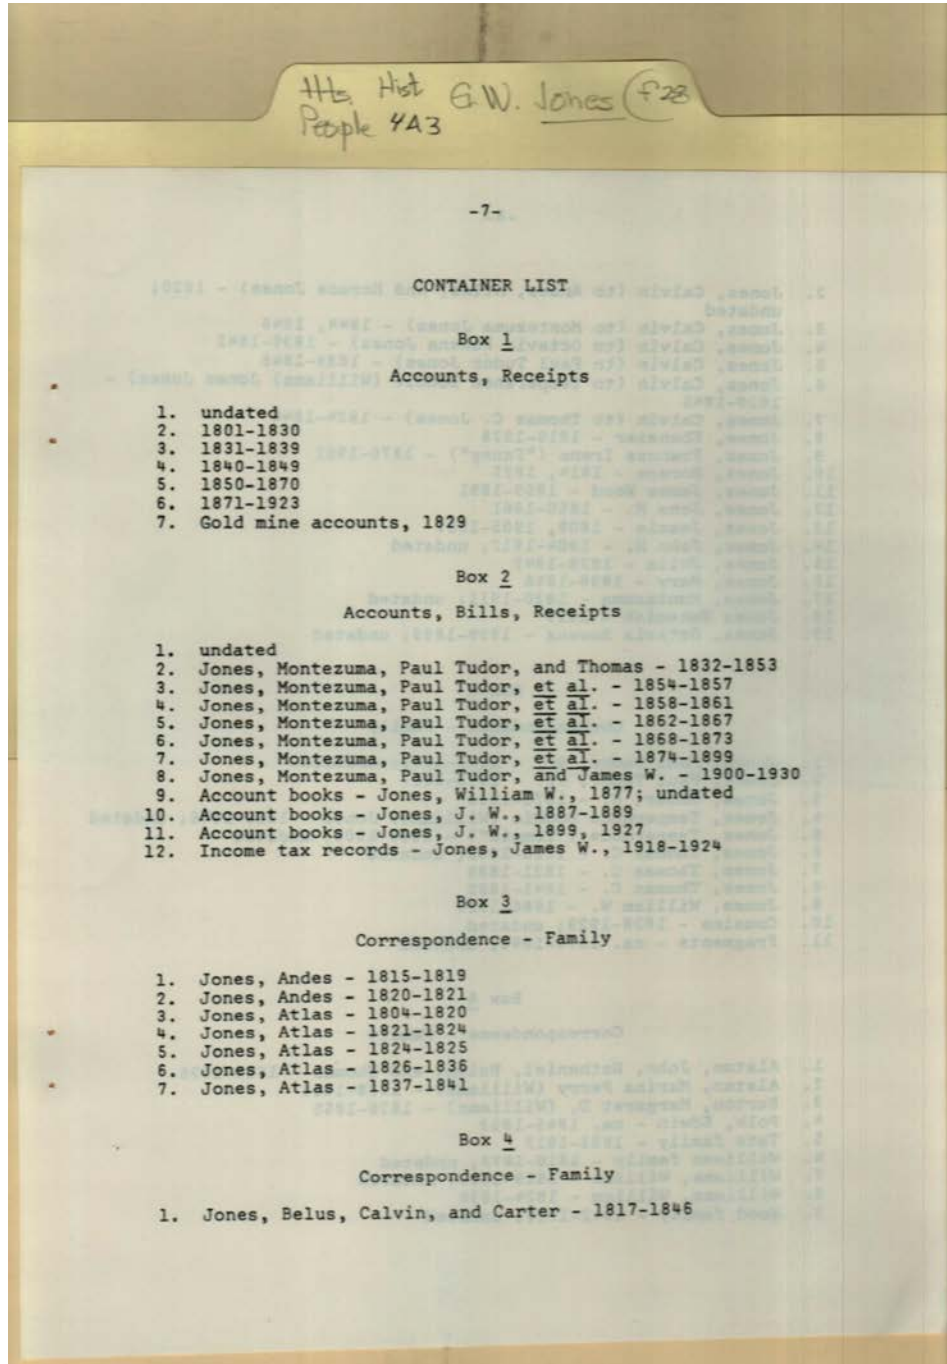 Hts. Hist G.W. Jones (f28
People 4A3
-7-
CONTAINER LIST
Box 1
Accounts, Receipts
1. undated
2. 1801-1830
3. 1831-1839
4. 1840-1849
5. 1850-1870
6. 1871-1923
7. Gold mine accounts, 1829
Box 2
Accounts, Bills, Receipts
1. undated
2. Jones, Montezuma, Paul Tudor, and Thomas - 1832-1853
3. Jones, Montezuma, Paul Tudor, et al. - 1854-1857
4. Jones, Montezuma, Paul Tudor, et al. - 1858-1861
5. Jones, Montezuma, Paul Tudor, et al. - 1862-1867
6. Jones, Montezuma, Paul Tudor, et al. - 1868-1873
7. Jones, Montezuma, Paul Tudor, et al. - 1874-1899
8. Jones, Montezuma, Paul Tudor, and James W. - 1900-1930
9. Account books - Jones, William W., 1877; undated
10. Account books - Jones, J. W., 1887-1889
11. Account books - Jones, J. W., 1899, 1927
12. Income tax records - Jones, James W., 1918-1924
Box 3
Correspondence - Family
1. Jones, Andes - 1815-1819
2. Jones, Andes - 1820-1821
3. Jones, Atlas - 1804-1820
4. Jones, Atlas - 1821-1824
5. Jones, Atlas - 1824-1825
6. Jones, Atlas - 1826-1836
7. Jones, Atlas - 1837-1841
Box 4
Correspondence - Family
1. Jones, Belus, Calvin, and Carter - 1817-1846